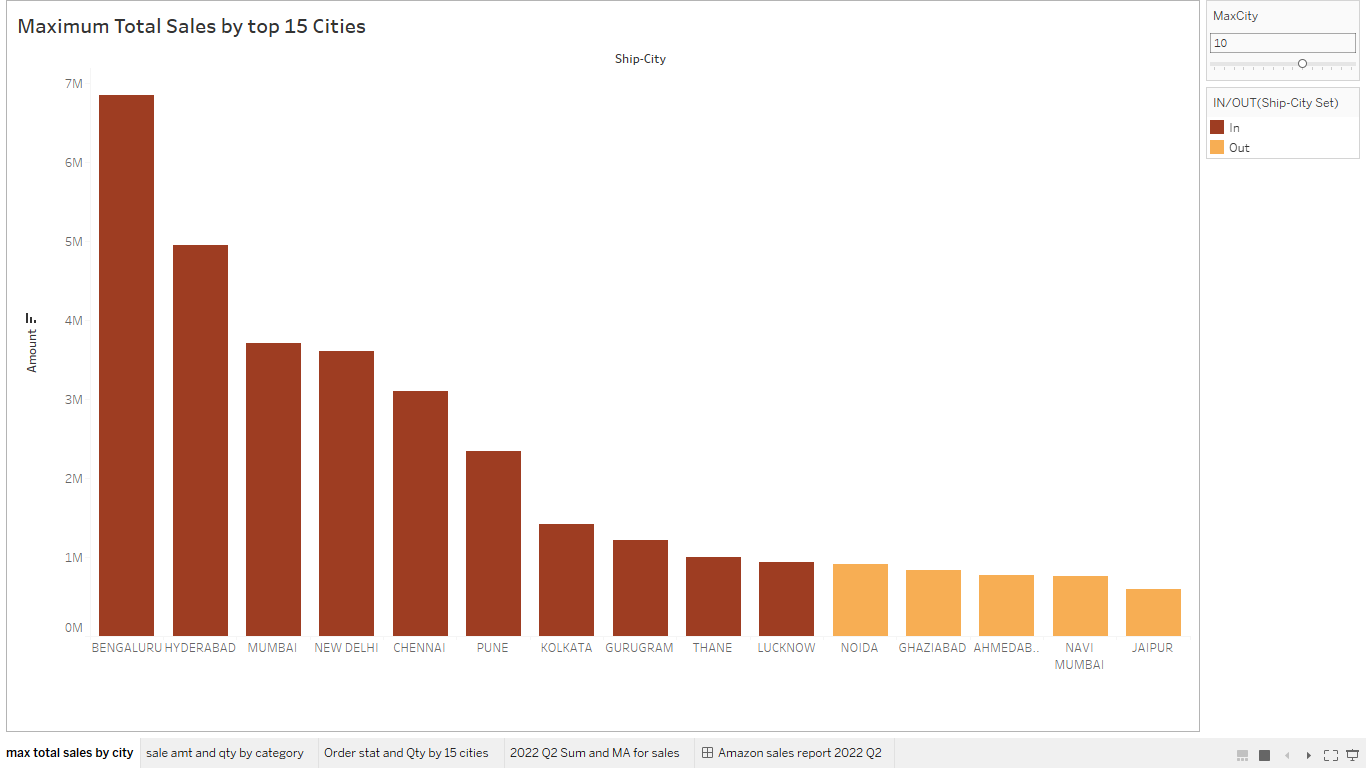 Maximum Total Sales by top 15 Cities
Ship-City
7M
6M
5M
4M
3M
2M
1M
0M
Amount
BENGALURU HYDERABAD MUMBAI NEW DELHI CHENNAI PUNE KOLKATA GURUGRAM THANE LUCKNOW NOIDA GHAZIABAD AHMEDAB.. NAVI MUMBAI JAIPUR
MaxCity
10
IN/OUT(Ship-City Set)
In
Out
max total sales by city sale amt and qty by category Order stat and Qty by 15 cities 2022 Q2 Sum and MA for sales Amazon sales report 2022 Q2